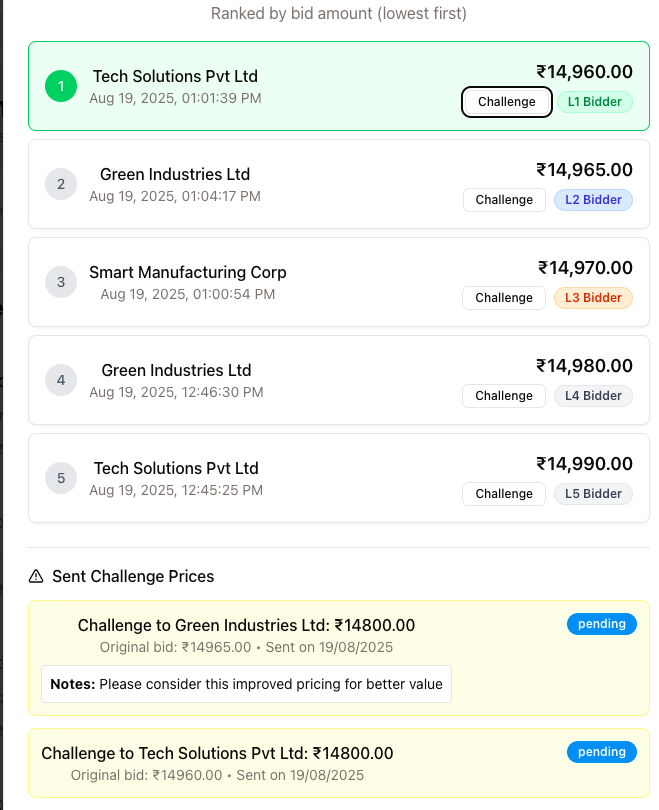 Ranked by bid amount (lowest first)
1
Tech Solutions Pvt Ltd
Aug 19, 2025, 01:01:39 PM
₹14,960.00
Challenge
L1 Bidder
2
Green Industries Ltd
Aug 19, 2025, 01:04:17 PM
₹14,965.00
Challenge
L2 Bidder
3
Smart Manufacturing Corp
Aug 19, 2025, 01:00:54 PM
₹14,970.00
Challenge
L3 Bidder
4
Green Industries Ltd
Aug 19, 2025, 12:46:30 PM
₹14,980.00
Challenge
L4 Bidder
5
Tech Solutions Pvt Ltd
Aug 19, 2025, 12:45:25 PM
₹14,990.00
Challenge
L5 Bidder
Sent Challenge Prices
Challenge to Green Industries Ltd: ₹14800.00
pending
Original bid: ₹14965.00 • Sent on 19/08/2025
Notes: Please consider this improved pricing for better value
Challenge to Tech Solutions Pvt Ltd: ₹14800.00
pending
Original bid: ₹14960.00 • Sent on 19/08/2025